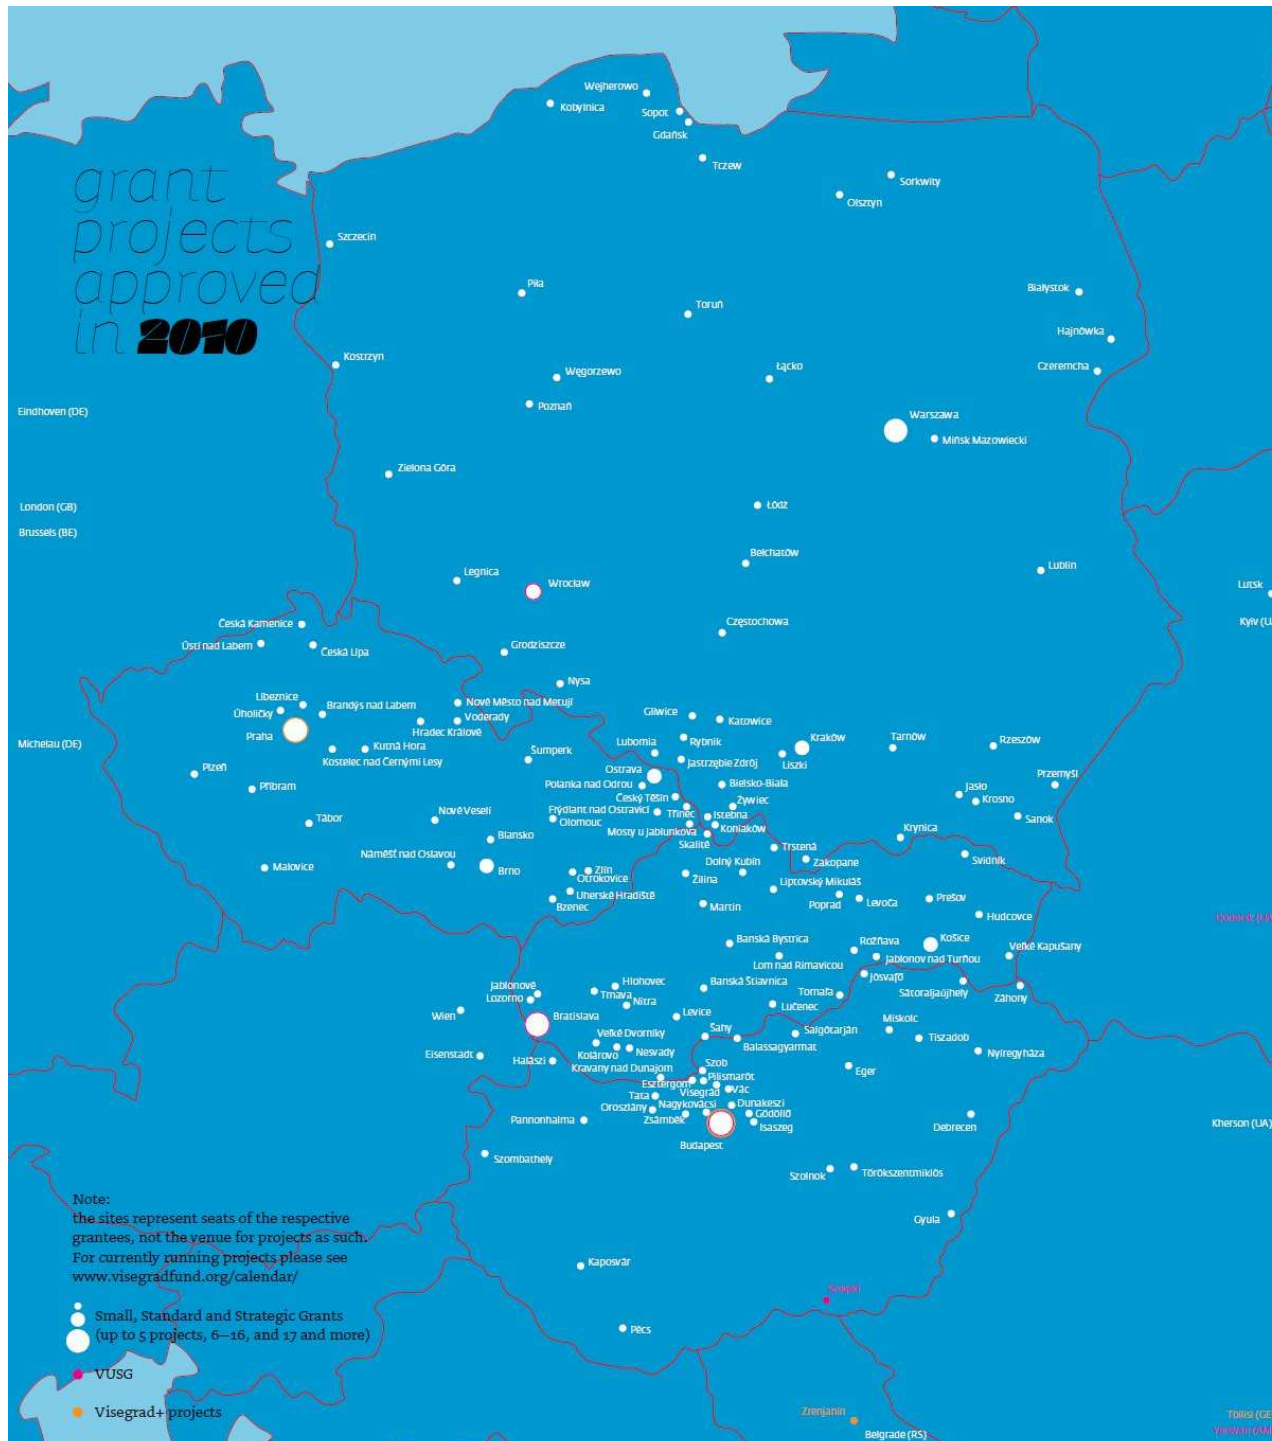 Wejherowo
Kobylnica
Sopot
Gdańsk
Tczew
Sorkwity
Olsztyn
grant
projects
approved
in 2010
Szczecin
Piła
Białystok
Toruń
Hajnówka
Kostrzyn
Czeremcha
Węgorzewo
Łącko
Eindhoven (DE)
Poznań
Warszawa
Mińsk Mazowiecki
Zielona Góra
London (GB)
Łódź
Brussels (BE)
Bełchatów
Lublin
Legnica
Wrocław
Lutsk
Česká Kamenice
Częstochowa
Ústí nad Labem
Česká Lípa
Grodziszcze
Nysa
Líbeznice
Brandýs nad Labem
Nové Město nad Metují
Úholičky
Gliwice
Katowice
Voděrady
Hradec Králové
Praha
Michelau (DE)
Kutná Hora
Kostelec nad Černými Lesy
Šumperk
Lubomia
Rybnik
Kraków
Tarnów
Rzeszów
Jastrzębie Zdrój
Liszki
Ostrava
Plzeň
Příbram
Polanka nad Odrou
Bielsko-Biała
Przemyśl
Jasło
Krosno
Český Těšín
Żywiec
Frýdlant nad Ostravicí
Třinec
Istebna
Sanok
Tábor
Nové Veselí
Olomouc
Koniaków
Mosty u Jablunkova
Krynica
Blansko
Skalité
Trstená
Náměšť nad Oslavou
Dolný Kubín
Zakopane
Svidník
Malovice
Brno
Zlín
Otrokovice
Žilina
Liptovský Mikuláš
Uherské Hradiště
Bzenec
Martin
Poprad
Levoča
Prešov
Hudcovce
Banská Bystrica
Rožňava
Košice
Veľké Kapušany
Lom nad Rimavicou
Jablonov nad Turňou
Jósvafő
Hlohovec
Banská Štiavnica
Jablonové
Lozorno
Trnava
Nitra
Tornaľa
Sátoraljaújhely
Záhony
Lučenec
Wien
Bratislava
Levice
Miskolc
Veľké Dvorníky
Šahy
Salgótarján
Tiszadob
Balassagyarmat
Eisenstadt
Halászi
Kolárovo
Nesvady
Nyíregyháza
Kravany nad Dunajom
Szob
Eger
Pilismarót
Esztergom
Visegrád
Vác
Tata
Nagykovácsi
Dunakeszi
Oroszlány
Gödöllő
Pannonhalma
Zsámbék
Isaszeg
Debrecen
Kherson (UA)
Budapest
Szombathely
Szolnok
Törökszentmiklós
Note:
the sites represent seats of the respective
grantees, not the venue for projects as such.
For currently running projects please see
www.visegradfund.org/calendar/
Gyula
Kaposvár
Szeged
Small, Standard and Strategic Grants
(up to 5 projects, 6–16, and 17 and more)
Pécs
VUSG
Visegrad+ projects
Zrenjanin
Belgrade (RS)
Tbilisi (GE
Yerevan (AM